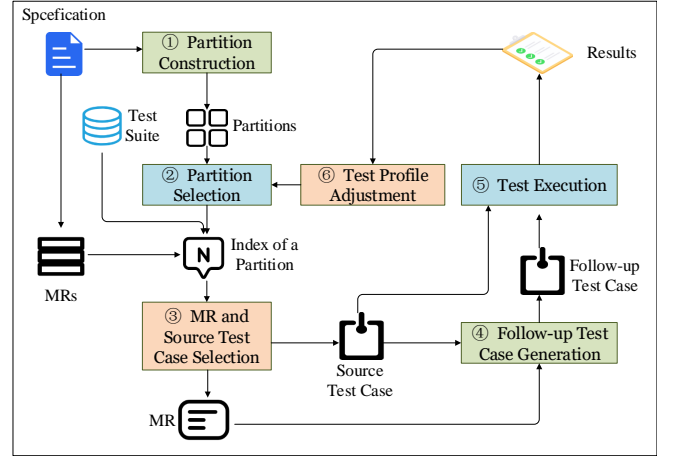 Spcefication
① Partition
Construction
Results
Test
Suite
Partitions
② Partition
Selection
⑥ Test Profile
Adjustment
⑤ Test Execution
N
Index of a
Partition
MRs
Follow-up
Test Case
③ MR and
Source Test
Case Selection
④ Follow-up Test
Case Generation
Source
Test Case
MR